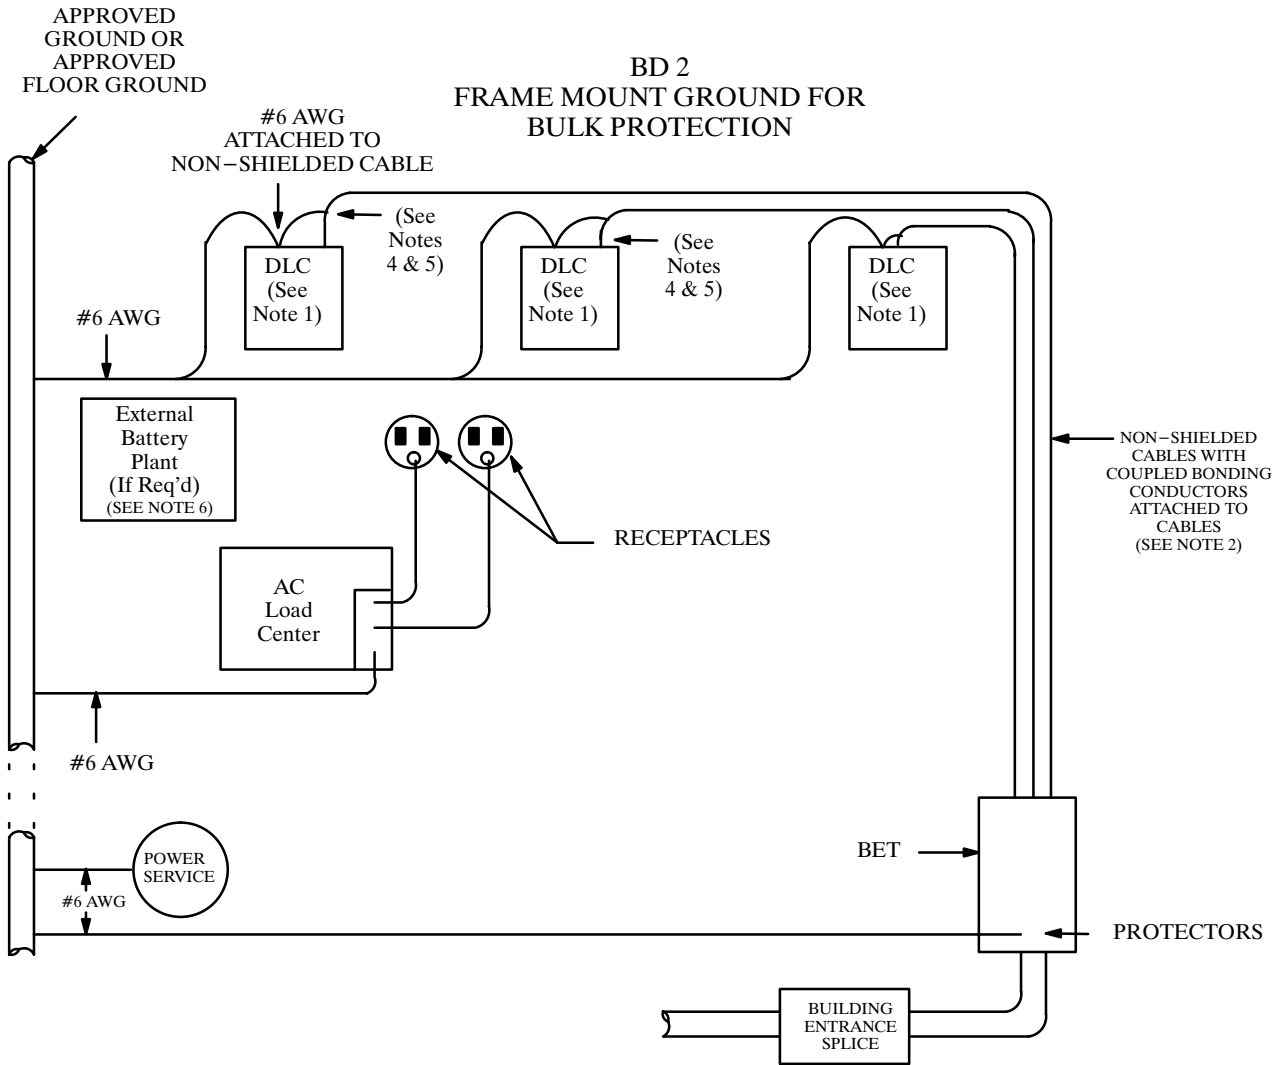 APPROVED
GROUND OR
APPROVED
FLOOR GROUND
BD 2
FRAME MOUNT GROUND FOR
BULK PROTECTION
#6 AWG
ATTACHED TO
NON−SHIELDED CABLE
(See
Notes
4 & 5)
(See
Notes
4 & 5)
DLC
(See
Note 1)
DLC
(See
Note 1)
DLC
(See
Note 1)
#6 AWG
External
Battery
Plant
(If Req’d)
(SEE NOTE 6)
NON−SHIELDED
CABLES WITH
COUPLED BONDING
CONDUCTORS
ATTACHED TO
CABLES
(SEE NOTE 2)
RECEPTACLES
AC
Load
Center
#6 AWG
POWER
SERVICE
#6 AWG
BET
PROTECTORS
BUILDING
ENTRANCE
SPLICE